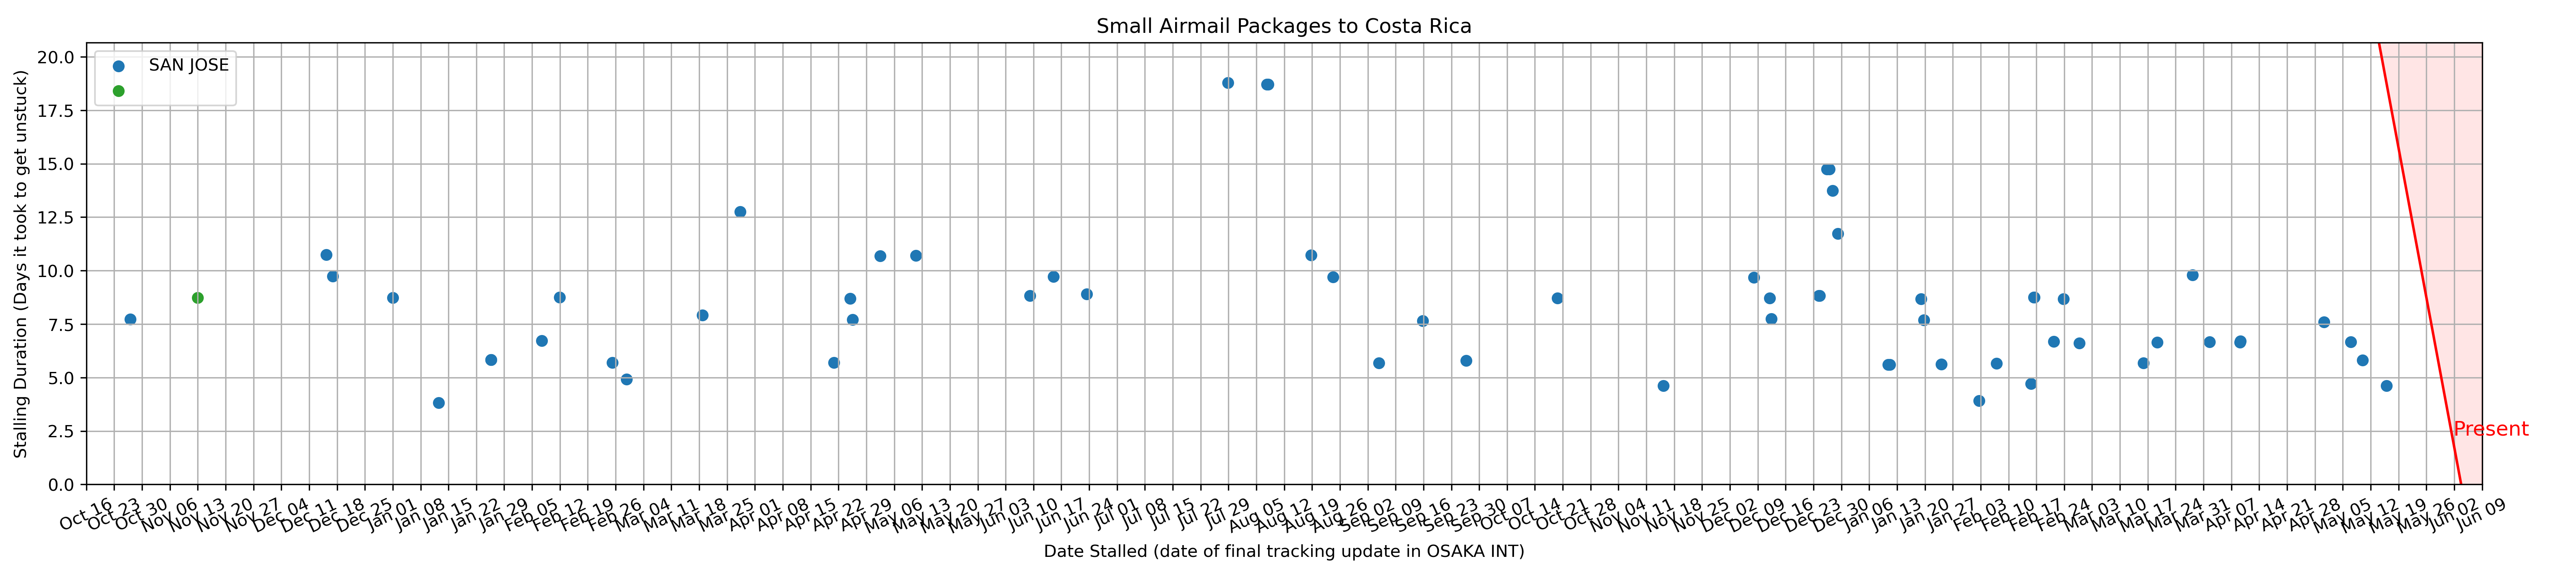 Small Airmail Packages to Costa Rica
SAN JOSE
Stalling Duration (Days it took to get unstuck)
20.0
17.5
15.0
12.5
10.0
7.5
5.0
2.5
0.0
Present
Oct 16
Oct 23
Oct 30
Nov 06
Nov 13
Nov 20
Nov 27
Dec 04
Dec 11
Dec 18
Dec 25
Jan 01
Jan 08
Jan 15
Jan 22
Jan 29
Feb 05
Feb 12
Feb 19
Feb 26
Mar 04
Mar 11
Mar 18
Mar 25
Apr 01
Apr 08
Apr 15
Apr 22
Apr 29
May 06
May 13
May 20
May 27
Jun 03
Jun 10
Jun 17
Jun 24
Jul 01
Jul 08
Jul 15
Jul 22
Jul 29
Aug 05
Aug 12
Aug 19
Aug 26
Sep 02
Sep 09
Sep 16
Sep 23
Sep 30
Oct 07
Oct 14
Oct 21
Oct 28
Nov 04
Nov 11
Nov 18
Nov 25
Dec 02
Dec 09
Dec 16
Dec 23
Dec 30
Jan 06
Jan 13
Jan 20
Jan 27
Feb 03
Feb 10
Feb 17
Feb 24
Mar 03
Mar 10
Mar 17
Mar 24
Mar 31
Apr 07
Apr 14
Apr 21
Apr 28
May 05
May 12
May 19
May 26
Jun 02
Jun 09
Date Stalled (date of final tracking update in OSAKA INT)